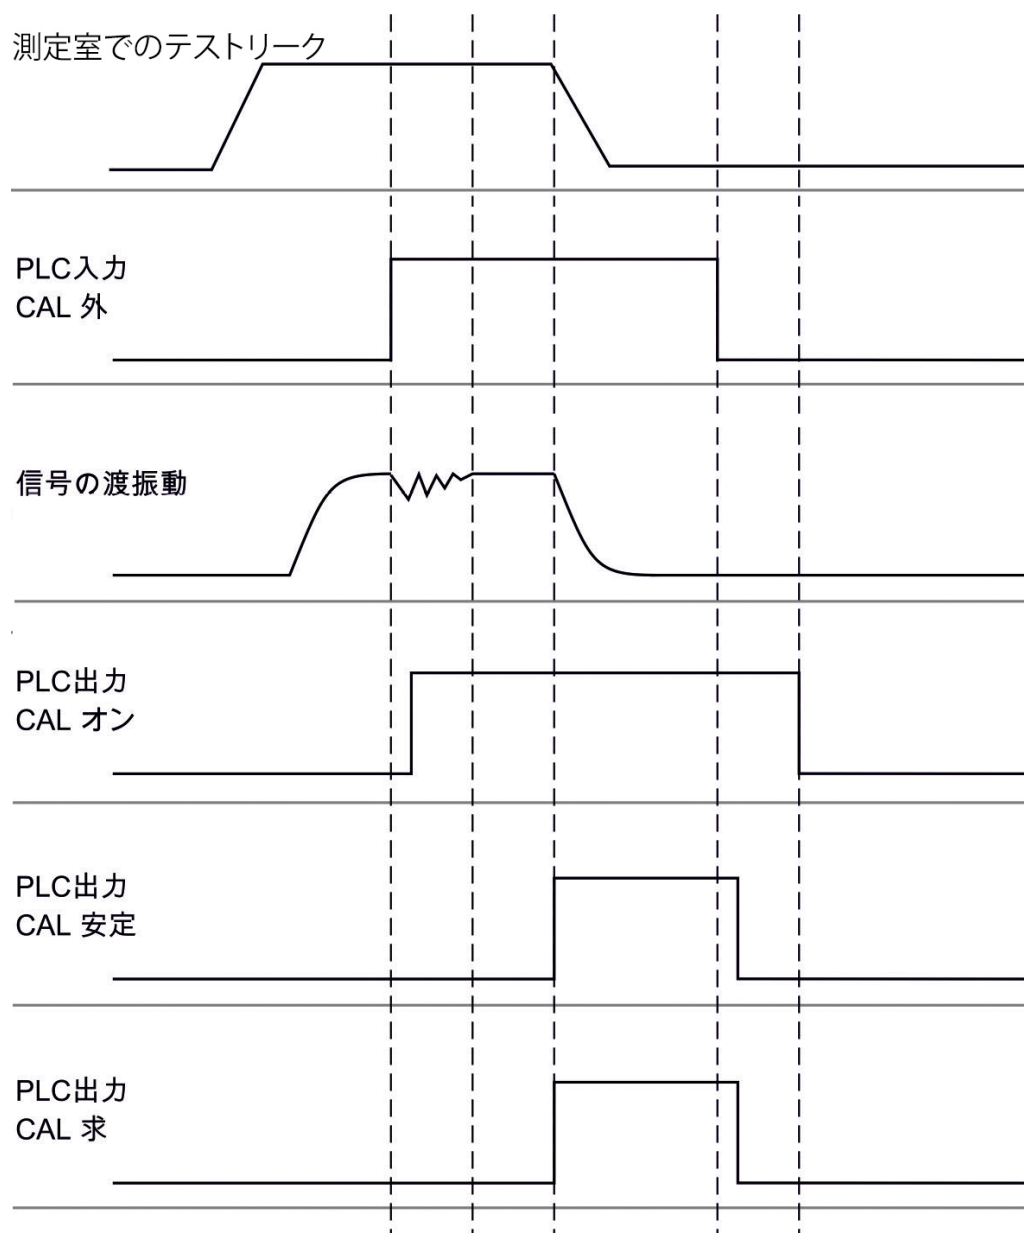 測定室でのテストリーク
PLC入力
CAL 外
信号の渡振動
PLC出力
CAL オン
PLC出力
CAL 安定
PLC出力
CAL 求